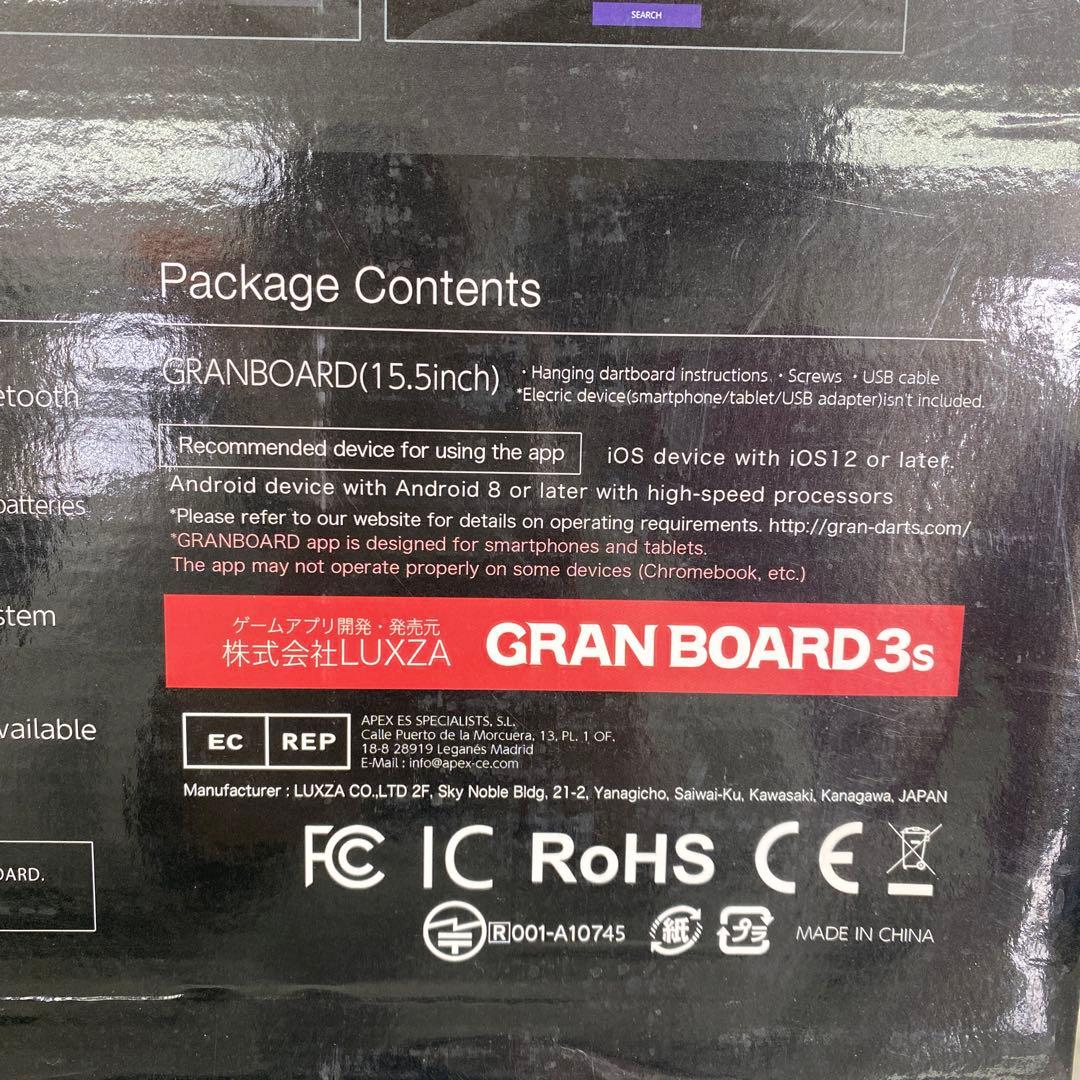 SEARCH
Package Contents
GRANBOARD(15.5inch)
・Hanging dartboard instructions ・Screws ・USB cable
*Elecric device(smartphone/tablet/USB adapter)isn't included.
etooth
Recommended device for using the app
iOS device with iOS12 or later.
Android device with Android 8 or later with high-speed processors
batteries
*Please refer to our website for details on operating requirements. http://gran-darts.com/
*GRANBOARD app is designed for smartphones and tablets.
The app may not operate properly on some devices (Chromebook, etc.)
stem
ゲームアプリ開発・発売元
株式会社LUXZA
GRAN BOARD 3s
vailable
EC REP
APEX ES SPECIALISTS, S.L.
Calle Puerto de la Morcuera, 13. PL. 1 OF.
18-8 28919 Leganés Madrid
E-Mail : info@apex-ce.com
Manufacturer : LUXZA CO.,LTD 2F, Sky Noble Bldg, 21-2, Yanagicho, Saiwai-Ku, Kawasaki, Kanagawa, JAPAN
FC IC RoHS CE
OARD.
R 001-A10745
紙
プラ
MADE IN CHINA